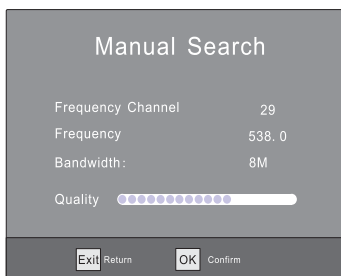 Manual Search
Frequency Channel 29
Frequency 538. 0
Bandwidth: 8M
Quality
Exit Return OK Confirm